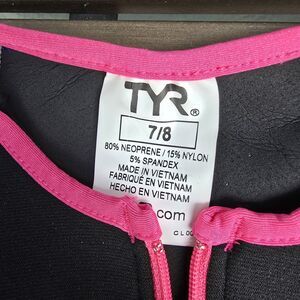 TYR®
7/8
80% NEOPRENE / 15% NYLON
5% SPANDEX
MADE IN VIETNAM
FABRIQUÉ EN VIETNAM
HECHO EN VIETNAM
.com